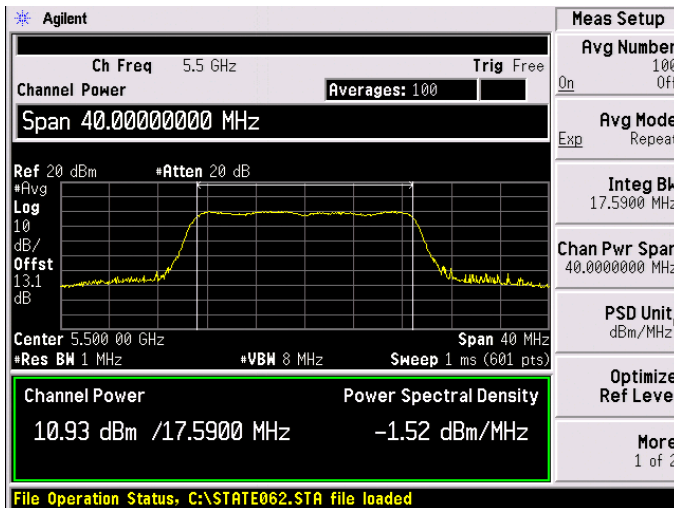 Agilent
Meas Setup
Ch Freq 5.5 GHz Trig Free
Channel Power Averages: 100
Span 40.00000000 MHz
Ref 20 dBm #Atten 20 dB
#Avg
Log
10
dB/
Offst
13.1
dB
Center 5.500 00 GHz Span 40 MHz
#Res BW 1 MHz #VBW 8 MHz Sweep 1 ms (601 pts)
Channel Power Power Spectral Density
10.93 dBm /17.5900 MHz -1.52 dBm/MHz
File Operation Status, C:\STATE062.STA file loaded
Avg Number
100
On Off
Avg Mode
Exp Repeat
Integ BW
17.5900 MHz
Chan Pwr Span
40.0000000 MHz
PSD Unit
dBm/MHz
Optimize
Ref Level
More
1 of 2